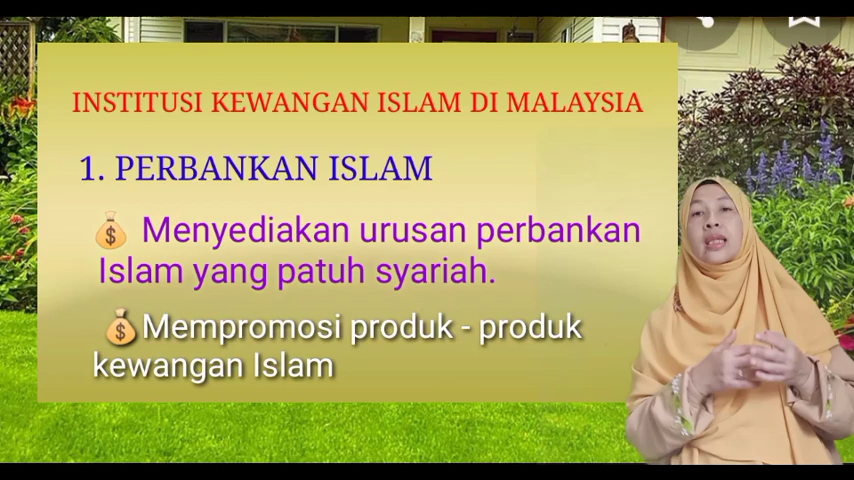 INSTITUSI KEWANGAN ISLAM DI MALAYSIA
1. PERBANKAN ISLAM
Menyediakan urusan perbankan
Islam yang patuh syariah.
Mempromosi produk - produk
kewangan Islam